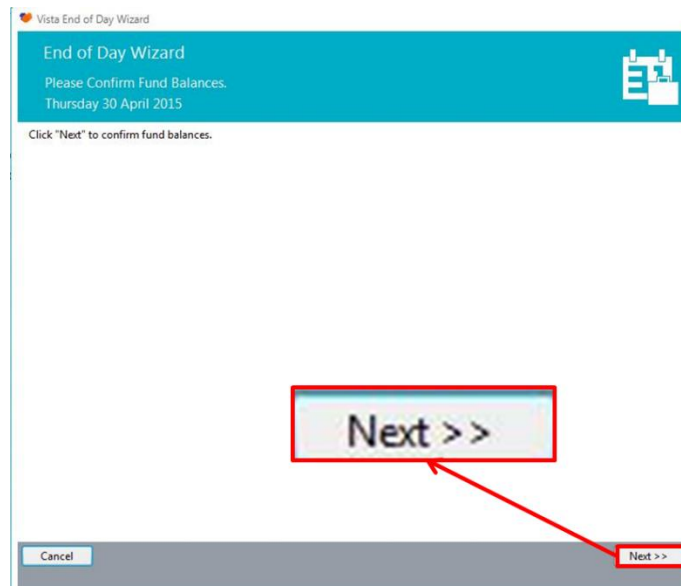 Vista End of Day Wizard
End of Day Wizard
Please Confirm Fund Balances.
Thursday 30 April 2015
Click "Next" to confirm fund balances.
Next >>
Cancel
Next >>